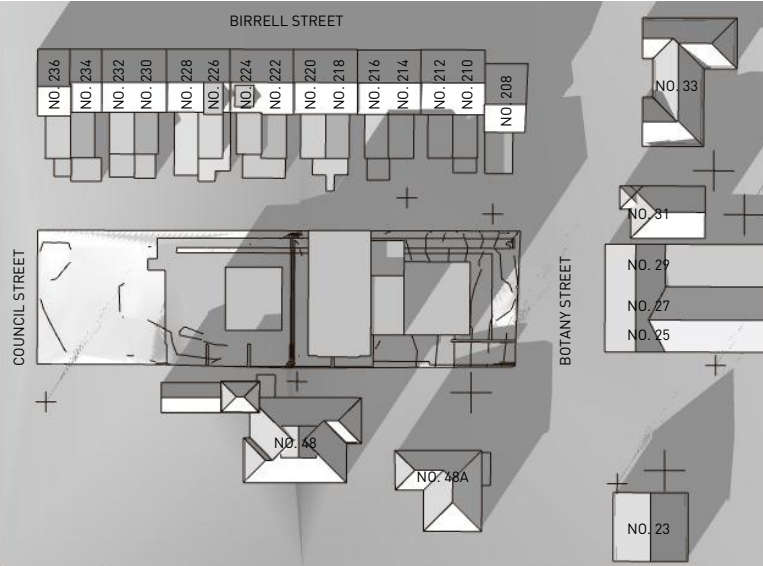 BIRRELL STREET
NO. 236
NO. 234
NO. 232
NO. 230
NO. 228
NO. 226
NO. 224
NO. 222
NO. 220
NO. 218
NO. 216
NO. 214
NO. 212
NO. 210
NO. 208
NO. 33
NO. 31
NO. 29
NO. 27
NO. 25
COUNCIL STREET
BOTANY STREET
NO. 48
NO. 48A
NO. 23